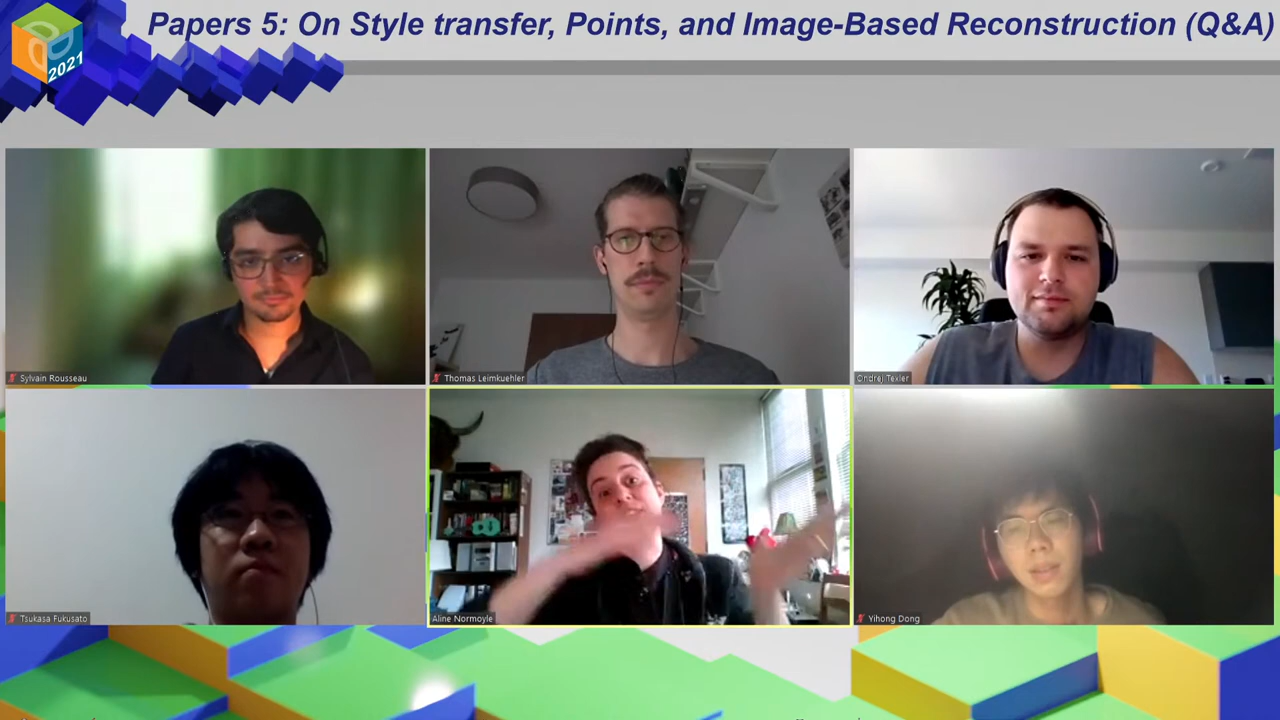 Papers 5: On Style transfer, Points, and Image-Based Reconstruction (Q&A)
2021
Sylvain Rousseau
Thomas Leimkuehler
Ondrej Texler
Tsukasa Fukusato
Aline Normoyle
Yihong Dong